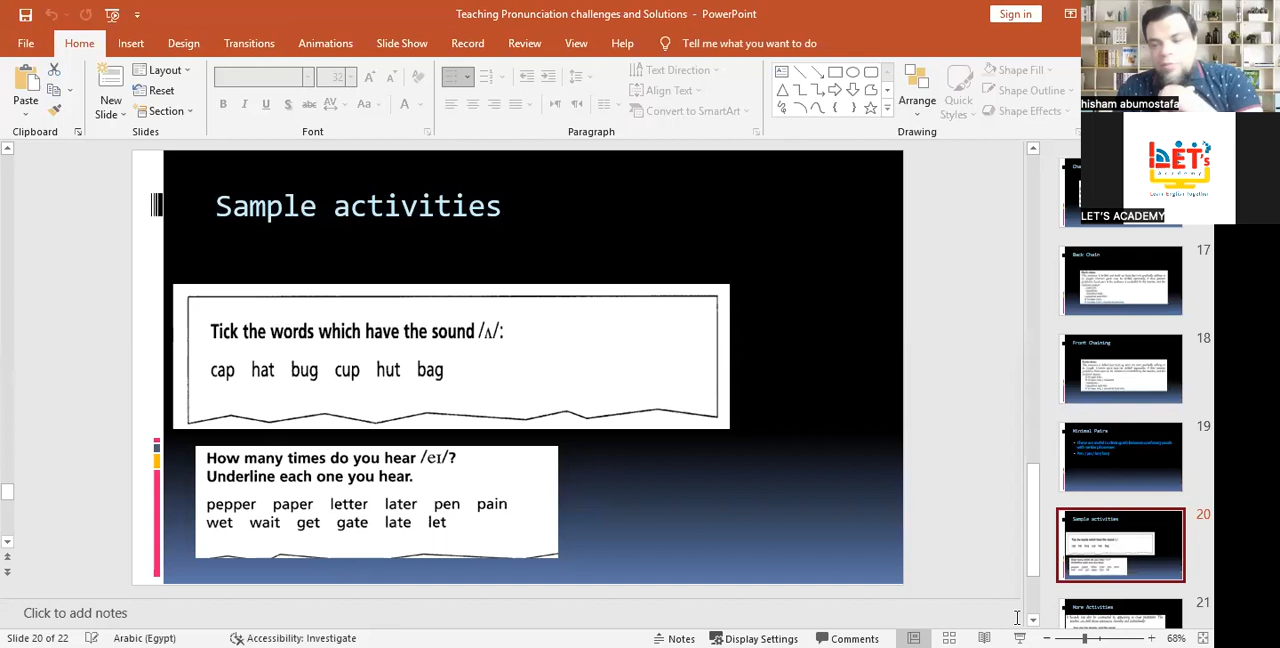 Teaching Pronunciation challenges and Solutions - PowerPoint
Sign in
File Home Insert Design Transitions Animations Slide Show Record Review View Help Tell me what you want to do
Paste
New
Slide
Layout
Reset
Section
32
Text Direction
Align Text
Convert to SmartArt
Arrange
Quick
Styles
Shape Fill
Shape Outline
Shape Effects
Clipboard Slides Font Paragraph Drawing
hisham abumostafa
LET's
Academy
Learn English Together
LET'S ACADEMY
Sample activities
Tick the words which have the sound /ʌ/:
cap hat bug cup hut bag
How many times do you hear /eɪ/?
Underline each one you hear.
pepper paper letter later pen pain
wet wait get gate late let
17
Back Chain
18
Front Chaining
19
Minimal Pairs
20
Sample activities
21
More Activities
Click to add notes
Slide 20 of 22 Arabic (Egypt) Accessibility: Investigate Notes Display Settings Comments 68%